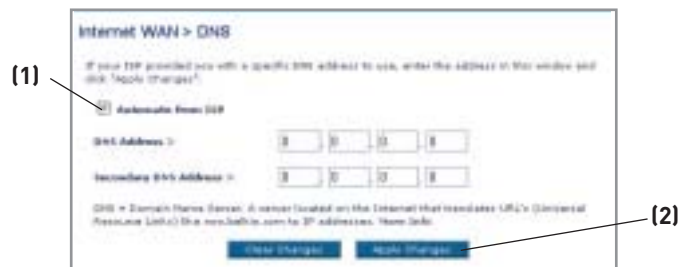 Internet WAN > DNS
If your ISP provided you with a specific DNS address to use, enter the address in this window and
click "Apply Changes".
(1)
Automatic from ISP
DNS Address > 0 . 0 . 0 . 0
Secondary DNS Address > 0 . 0 . 0 . 0
DNS = Domain Name Server. A server located on the Internet that translates URL's (Universal
Resource Links) like www.belkin.com to IP addresses. More Info
(2)
Clear Changes Apply Changes